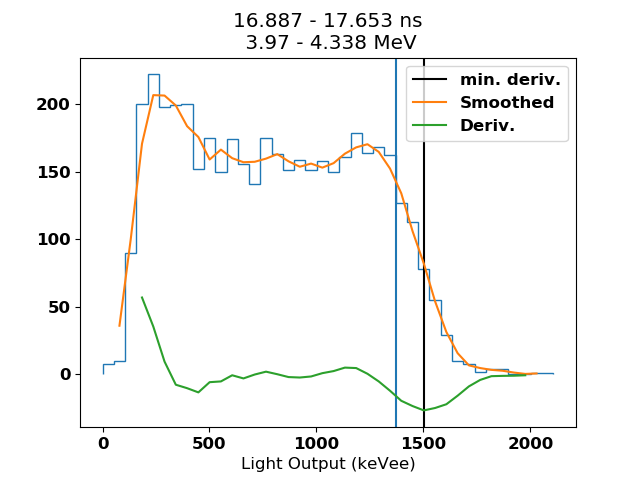 16.887 - 17.653 ns
3.97 - 4.338 MeV
min. deriv.
Smoothed
Deriv.
200
150
100
50
0
0 500 1000 1500 2000
Light Output (keVee)